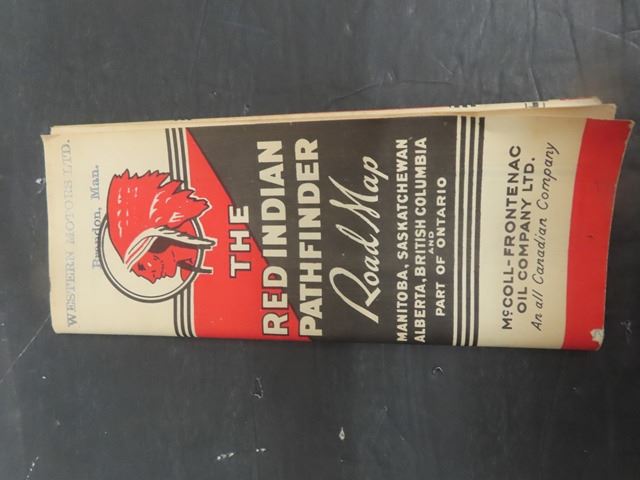 WESTERN MOTORS LTD.
Brandon, Man.
THE
RED INDIAN
PATHFINDER
Road Map
MANITOBA, SASKATCHEWAN
ALBERTA, BRITISH COLUMBIA
AND
PART OF ONTARIO
McCOLL-FRONTENAC
OIL COMPANY LTD.
An all Canadian Company